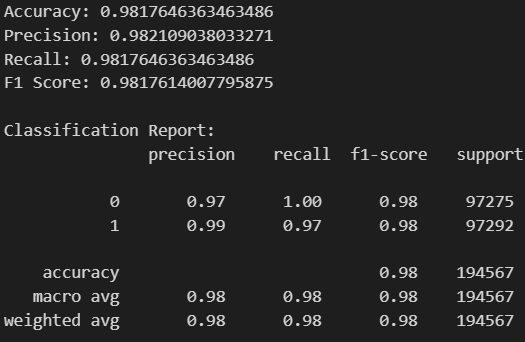 Accuracy: 0.9817646363463486
Precision: 0.982109038033271
Recall: 0.9817646363463486
F1 Score: 0.9817614007795875
Classification Report:
precision recall f1-score support
0 0.97 1.00 0.98 97275
1 0.99 0.97 0.98 97292
accuracy 0.98 194567
macro avg 0.98 0.98 0.98 194567
weighted avg 0.98 0.98 0.98 194567